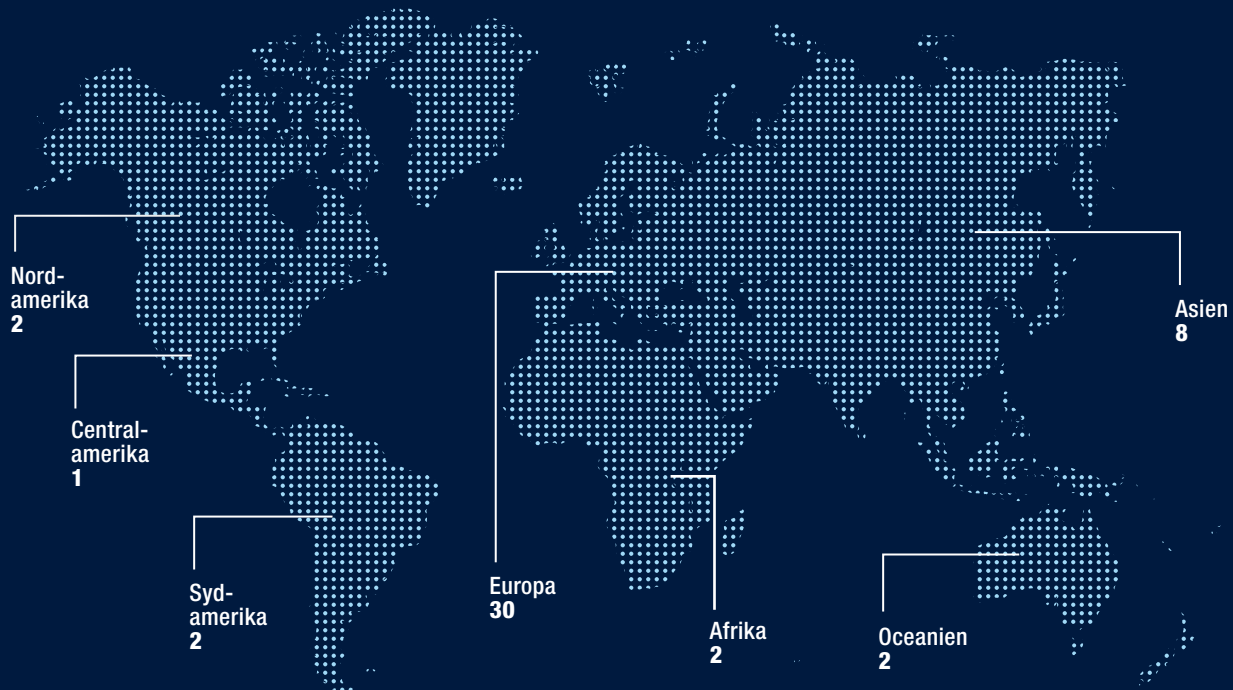 Nord-
amerika
2
Central-
amerika
1
Syd-
amerika
2
Europa
30
Afrika
2
Oceanien
2
Asien
8